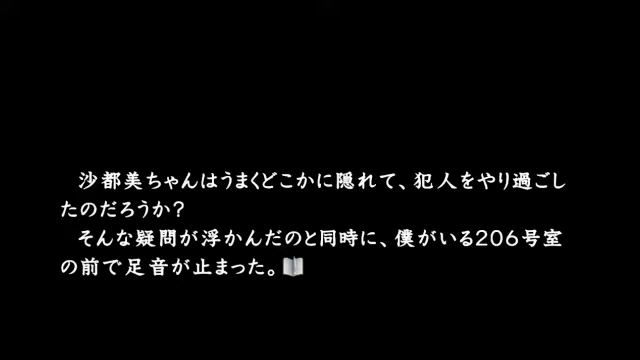 沙都美ちゃんはうまくどこかに隠れて、犯人をやり過ごし
たのだろうか？
　そんな疑問が浮かんだのと同時に、僕がいる２０６号室
の前で足音が止まった。